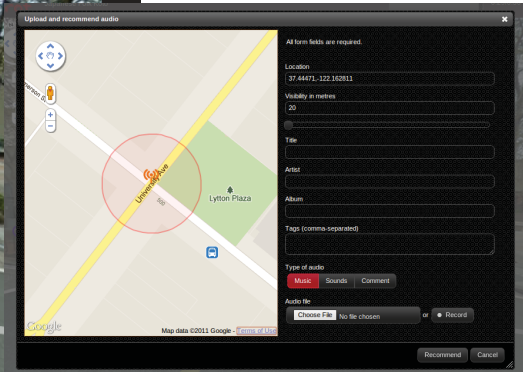 Upload and recommend audio
All form fields are required.
Location
37.44471,-122.162811
Visibility in metres
20
Title
Artist
Album
Tags (comma-separated)
Type of audio
Music Sounds Comment
Audio file
Choose File No file chosen or Record
Recommend Cancel
erson S
University Ave
500
Lytton Plaza
Google
Map data ©2011 Google - Terms of Use